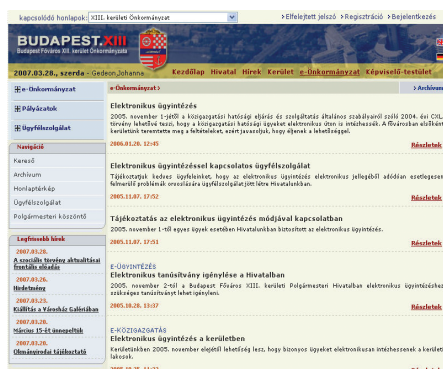 kapcsolódó honlapok: XIII. kerületi Önkormányzat
> Elfelejtett jelszó > Regisztráció > Bejelentkezés
BUDAPEST.XIII
Budapest Főváros XIII. kerület Önkormányzata
2007.03.28., szerda - Gedeon, Johanna
Kezdőlap Hivatal Hírek Kerület e-Önkormányzat Képviselő-testület
e-Önkormányzat
Pályázatok
Ügyfélszolgálat
Navigáció
Kereső
Archívum
Honlaptérkép
Ügyfélszolgálat
Polgármesteri köszöntő
Legfrissebb hírek
2007.03.28.
A szociális törvény aktualitásai
frontális előadás
2007.03.26.
Hirdetmény
2007.03.23.
Kiállítás a Városház Galériában
2007.03.20.
Március 15-ét ünnepeltük
2007.03.20.
Okmányirodai tájékoztató
e-Önkormányzat >
> Archívum
Elektronikus ügyintézés
2005. november 1-jétől a közigazgatási hatósági eljárás és szolgáltatás általános szabályairól szóló 2004. évi CXL.
törvény lehetővé teszi, hogy a közigazgatási hatósági ügyeket elektronikus úton is intézhessék. A fővárosban elsőként
kerületünk teremtette meg a feltételeket, ezért javasoljuk, hogy éljenek a lehetőséggel.
2006.01.20. 12:45
Részletek
Elektronikus ügyintézéssel kapcsolatos ügyfélszolgálat
Tájékoztatjuk kedves ügyfeleinket, hogy az elektronikus ügyintézés elektronikus jellegéből adódóan esetlegesen
felmerülő problémák orvoslására ügyfélszolgálat jött létre Hivatalunkban.
2005.11.07. 17:52
Részletek
Tájékoztatás az elektronikus ügyintézés módjával kapcsolatban
2005. november 1-től egyes ügyek esetében Hivatalunkban biztosított az elektronikus ügyintézés.
2005.11.07. 17:51
Részletek
E-ÜGYINTÉZÉS
Elektronikus tanúsítvány igénylése a Hivatalban
2005. november 2-tól a Budapest Főváros XIII. kerületi Polgármesteri Hivatalban elektronikus ügyintézéshez
szükséges tanúsítványt lehet igényelni.
2005.10.28. 13:37
Részletek
E-KÖZIGAZGATÁS
Elektronikus ügyintézés a kerületben
Kerületünkben 2005. november elejétől lehetőség lesz, hogy bizonyos ügyeket elektronikusan intézhessenek a kerületi
lakosok.